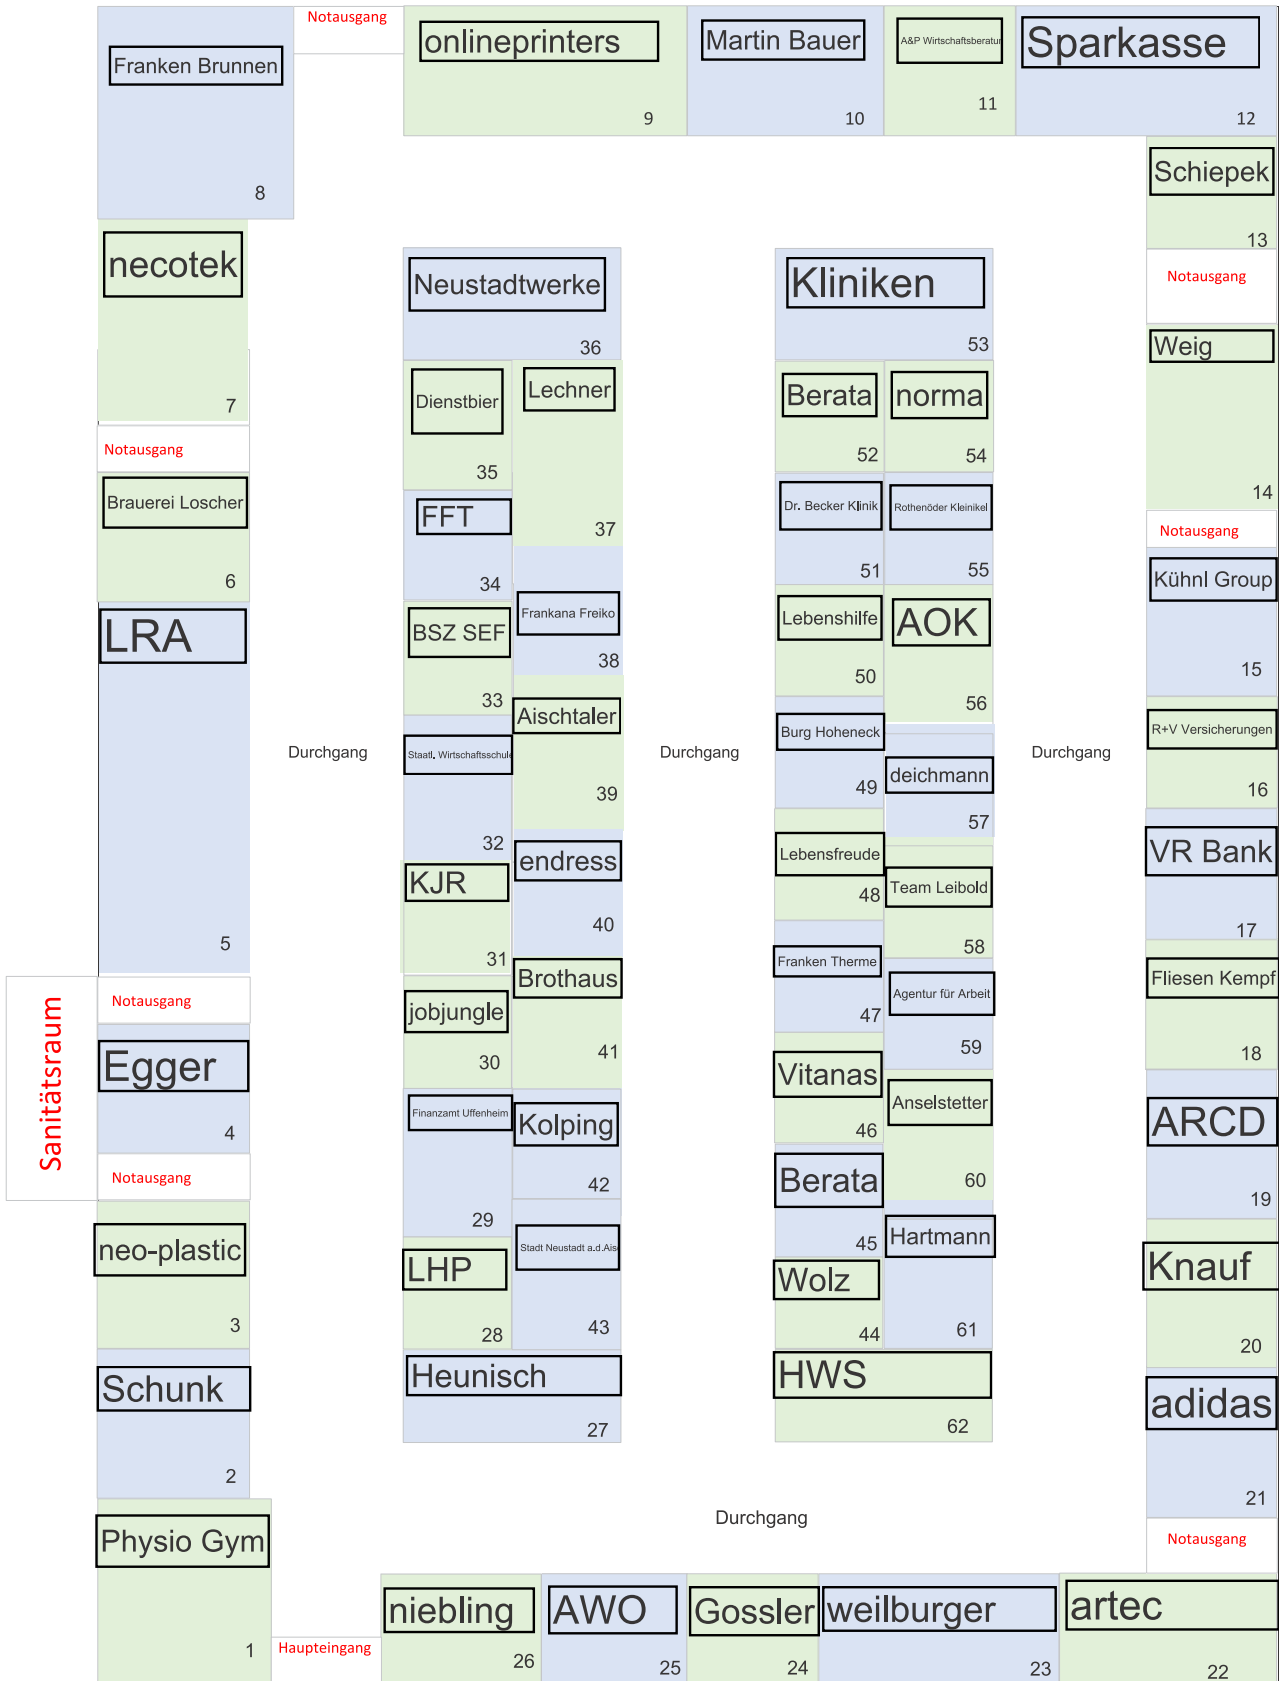 Notausgang
Franken Brunnen
8
onlineprinters
9
Martin Bauer
10
A&P Wirtschaftsberatur
11
Sparkasse
12
Schiepek
13
Notausgang
necotek
7
Notausgang
Neustadtwerke
36
Kliniken
53
Weig
14
Notausgang
Dienstbier
35
Lechner
37
Berata
52
norma
54
Brauerei Loscher
6
FFT
34
Dr. Becker Klinik
51
Rothenöder Kleinikel
55
Kühnl Group
15
LRA
5
BSZ SEF
33
Frankana Freiko
38
Lebenshilfe
50
AOK
56
Durchgang
Staatl. Wirtschaftsschule
32
Aischtaler
39
Durchgang
Burg Hoheneck
49
deichmann
57
Durchgang
R+V Versicherungen
16
KJR
31
endress
40
Lebensfreude
48
Team Leibold
58
VR Bank
17
Sanitätsraum
Notausgang
jobjungle
30
Brothaus
41
Franken Therme
47
Agentur für Arbeit
59
Fliesen Kempf
18
Egger
4
Notausgang
Finanzamt Uffenheim
29
Kolping
42
Vitanas
46
Anselstetter
60
ARCD
19
neo-plastic
3
LHP
28
Stadt Neustadt a.d.Ais
43
Berata
45
Hartmann
61
Knauf
20
Schunk
2
Heunisch
27
Wolz
44
HWS
62
adidas
21
Durchgang
Notausgang
Physio Gym
1
Haupteingang
niebling
26
AWO
25
Gossler
24
weilburger
23
artec
22